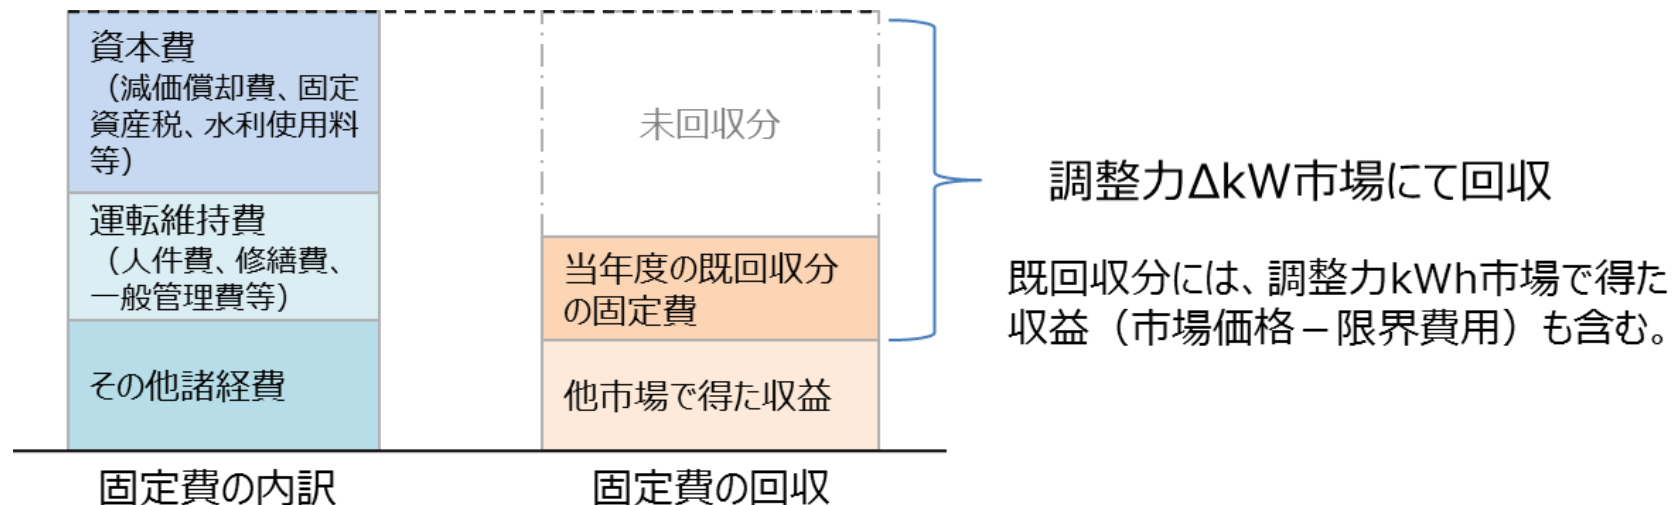 資本費
（減価償却費、固定
資産税、水利使用料
等）
運転維持費
（人件費、修繕費、
一般管理費等）
その他諸経費
固定費の内訳
未回収分
当年度の既回収分
の固定費
他市場で得た収益
固定費の回収
調整力ΔkW市場にて回収
既回収分には、調整力kWh市場で得た
収益（市場価格－限界費用）も含む。